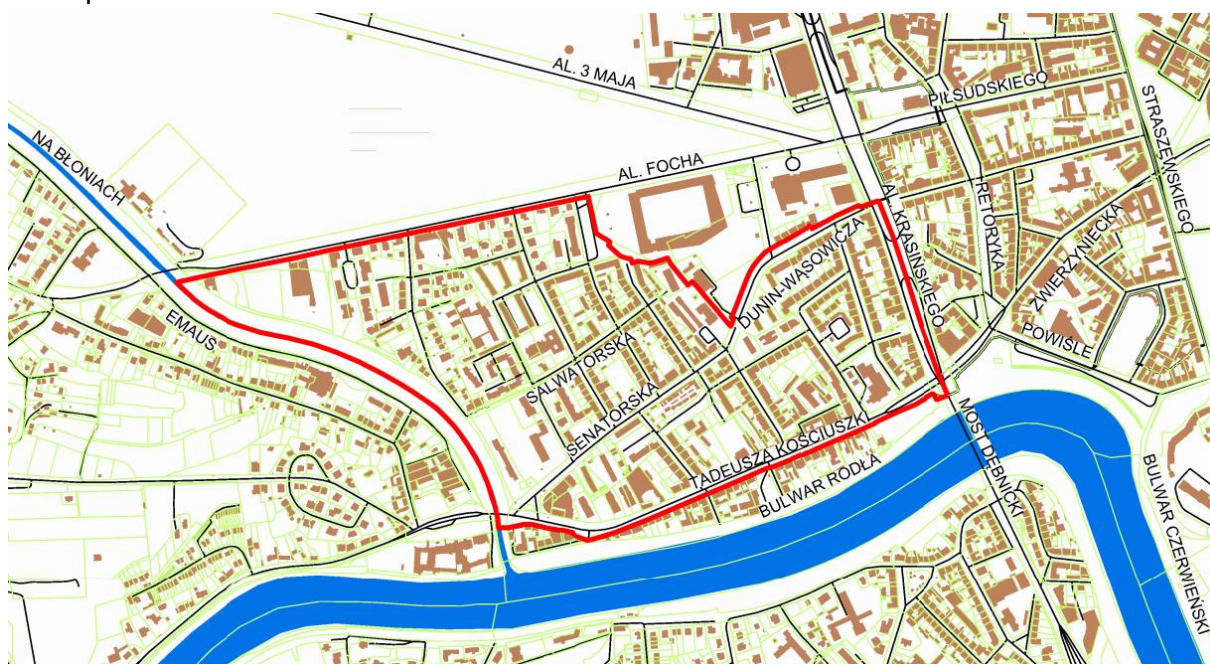 AL. 3 MAJA
PIŁSUDSKIEGO
STRASZEWSKIEGO
NA BŁONIACH
AL. FOCHA
AL. KRASIŃSKIEGO
RETORYKA
ZWIERZYNIECKA
DUNIN-WĄSOWICZA
EMAUS
POWIŚLE
SALWATORSKA
SENATORSKA
TADEUSZA KOŚCIUSZKI
MOST DĘBNICKI
BULWAR RODŁA
BULWAR CZERWIEŃSKI